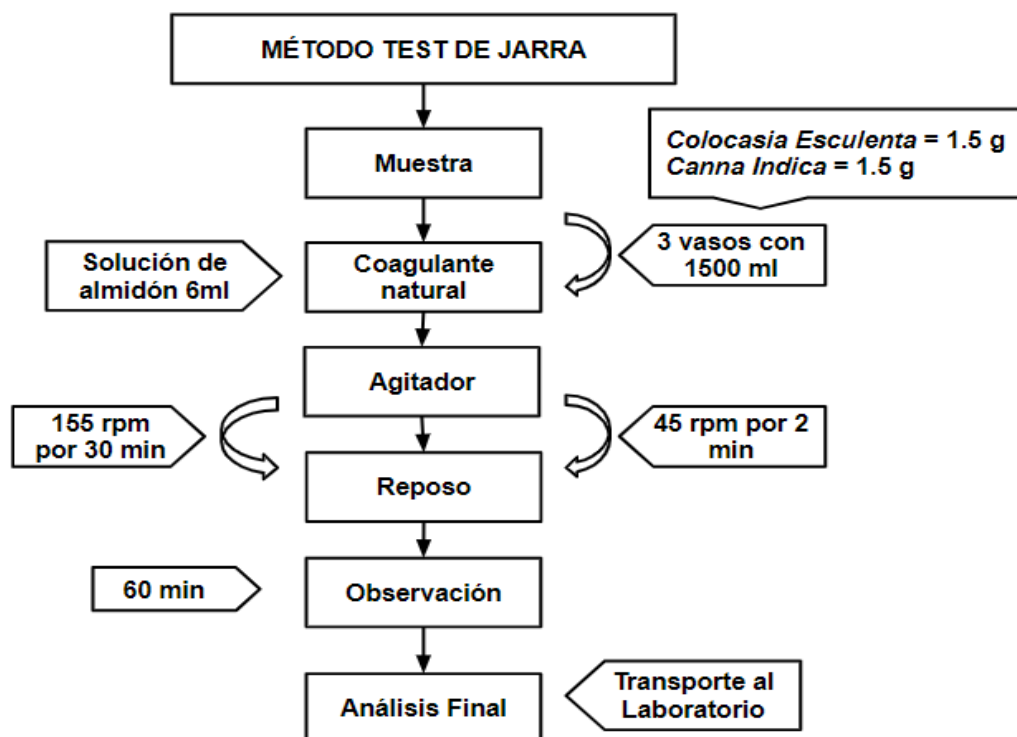 MÉTODO TEST DE JARRA
Muestra
Colocasia Esculenta = 1.5 g
Canna Indica = 1.5 g
Solución de
almidón 6ml
Coagulante
natural
3 vasos con
1500 ml
Agitador
155 rpm
por 30 min
45 rpm por 2
min
Reposo
60 min
Observación
Análisis Final
Transporte al
Laboratorio